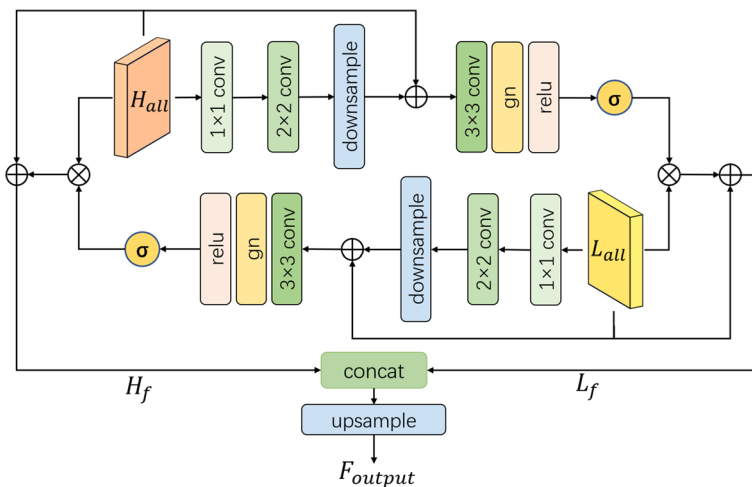 H_all
1×1 conv
2×2 conv
downsample
3×3 conv
gn
relu
σ
σ
relu
gn
3×3 conv
downsample
2×2 conv
1×1 conv
L_all
H_f
concat
L_f
upsample
F_output